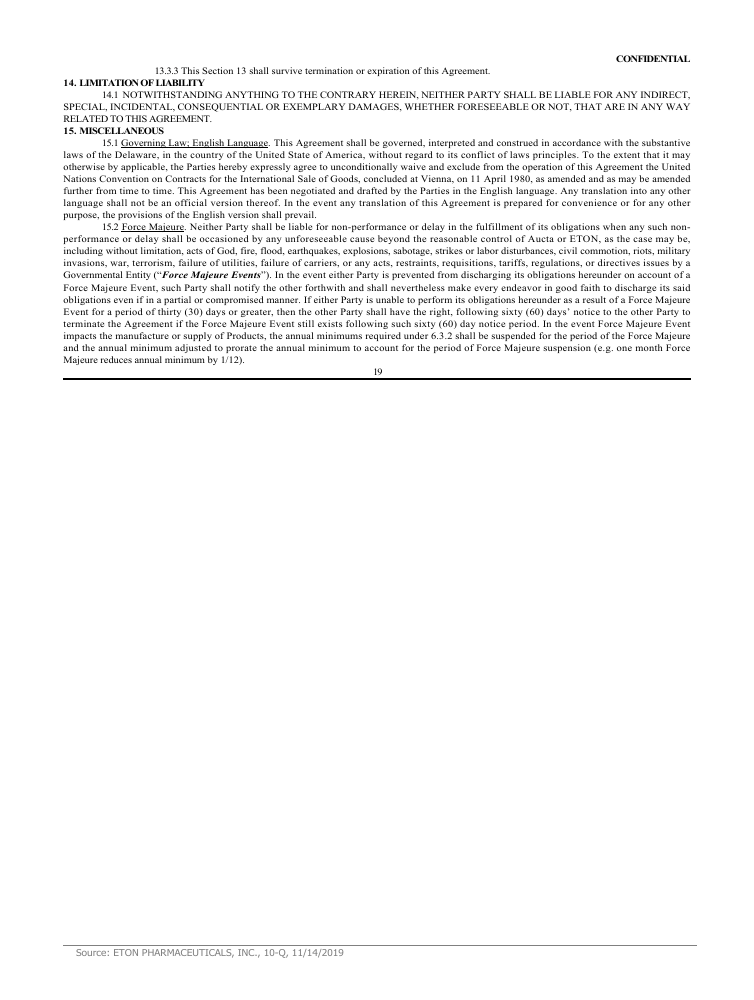 CONFIDENTIAL
13.3.3 This Section 13 shall survive termination or expiration of this Agreement.
14. LIMITATION OF LIABILITY
14.1 NOTWITHSTANDING ANYTHING TO THE CONTRARY HEREIN, NEITHER PARTY SHALL BE LIABLE FOR ANY INDIRECT,
SPECIAL, INCIDENTAL, CONSEQUENTIAL OR EXEMPLARY DAMAGES, WHETHER FORESEEABLE OR NOT, THAT ARE IN ANY WAY
RELATED TO THIS AGREEMENT.
15. MISCELLANEOUS
15.1 Governing Law; English Language. This Agreement shall be governed, interpreted and construed in accordance with the substantive
laws of the Delaware, in the country of the United State of America, without regard to its conflict of laws principles. To the extent that it may
otherwise by applicable, the Parties hereby expressly agree to unconditionally waive and exclude from the operation of this Agreement the United
Nations Convention on Contracts for the International Sale of Goods, concluded at Vienna, on 11 April 1980, as amended and as may be amended
further from time to time. This Agreement has been negotiated and drafted by the Parties in the English language. Any translation into any other
language shall not be an official version thereof. In the event any translation of this Agreement is prepared for convenience or for any other
purpose, the provisions of the English version shall prevail.
15.2 Force Majeure. Neither Party shall be liable for non-performance or delay in the fulfillment of its obligations when any such non-
performance or delay shall be occasioned by any unforeseeable cause beyond the reasonable control of Aucta or ETON, as the case may be,
including without limitation, acts of God, fire, flood, earthquakes, explosions, sabotage, strikes or labor disturbances, civil commotion, riots, military
invasions, war, terrorism, failure of utilities, failure of carriers, or any acts, restraints, requisitions, tariffs, regulations, or directives issues by a
Governmental Entity (“Force Majeure Events”). In the event either Party is prevented from discharging its obligations hereunder on account of a
Force Majeure Event, such Party shall notify the other forthwith and shall nevertheless make every endeavor in good faith to discharge its said
obligations even if in a partial or compromised manner. If either Party is unable to perform its obligations hereunder as a result of a Force Majeure
Event for a period of thirty (30) days or greater, then the other Party shall have the right, following sixty (60) days’ notice to the other Party to
terminate the Agreement if the Force Majeure Event still exists following such sixty (60) day notice period. In the event Force Majeure Event
impacts the manufacture or supply of Products, the annual minimums required under 6.3.2 shall be suspended for the period of the Force Majeure
and the annual minimum adjusted to prorate the annual minimum to account for the period of Force Majeure suspension (e.g. one month Force
Majeure reduces annual minimum by 1/12).
19
Source: ETON PHARMACEUTICALS, INC., 10-Q, 11/14/2019